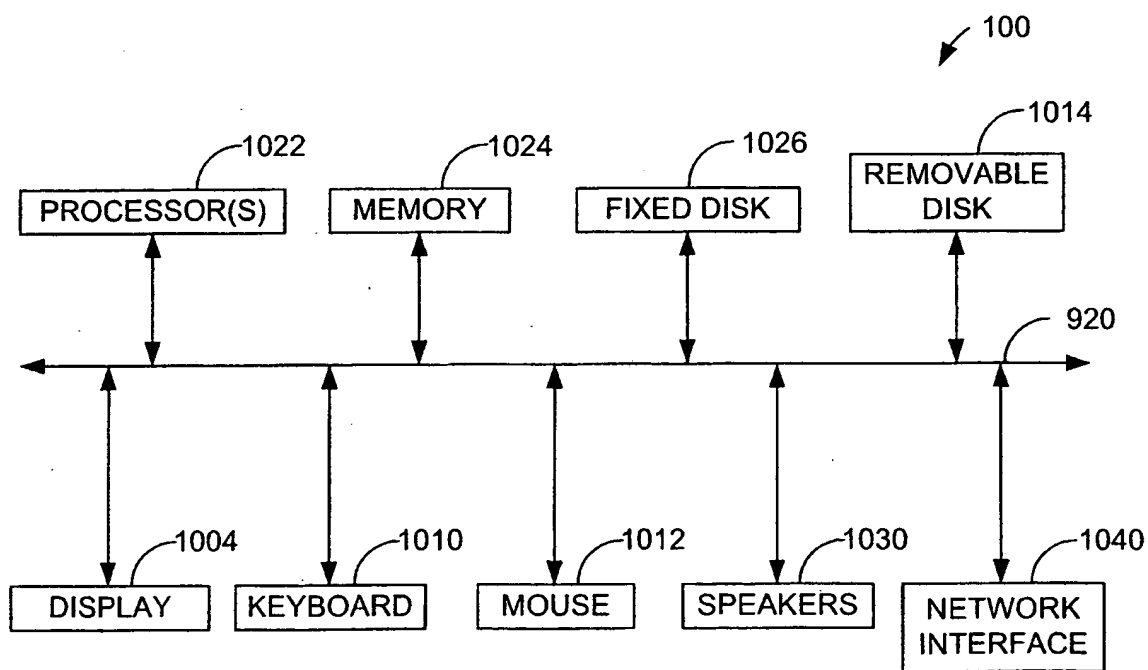 100
1022
1024
1026
1014
PROCESSOR(S)
MEMORY
FIXED DISK
REMOVABLE
DISK
920
1004
1010
1012
1030
1040
DISPLAY
KEYBOARD
MOUSE
SPEAKERS
NETWORK
INTERFACE